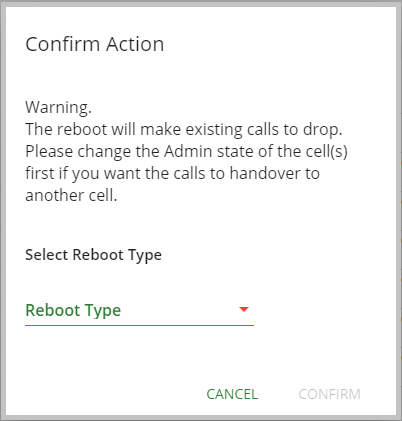 Confirm Action
Warning.
The reboot will make existing calls to drop.
Please change the Admin state of the cell(s)
first if you want the calls to handover to
another cell.
Select Reboot Type
Reboot Type
CANCEL CONFIRM